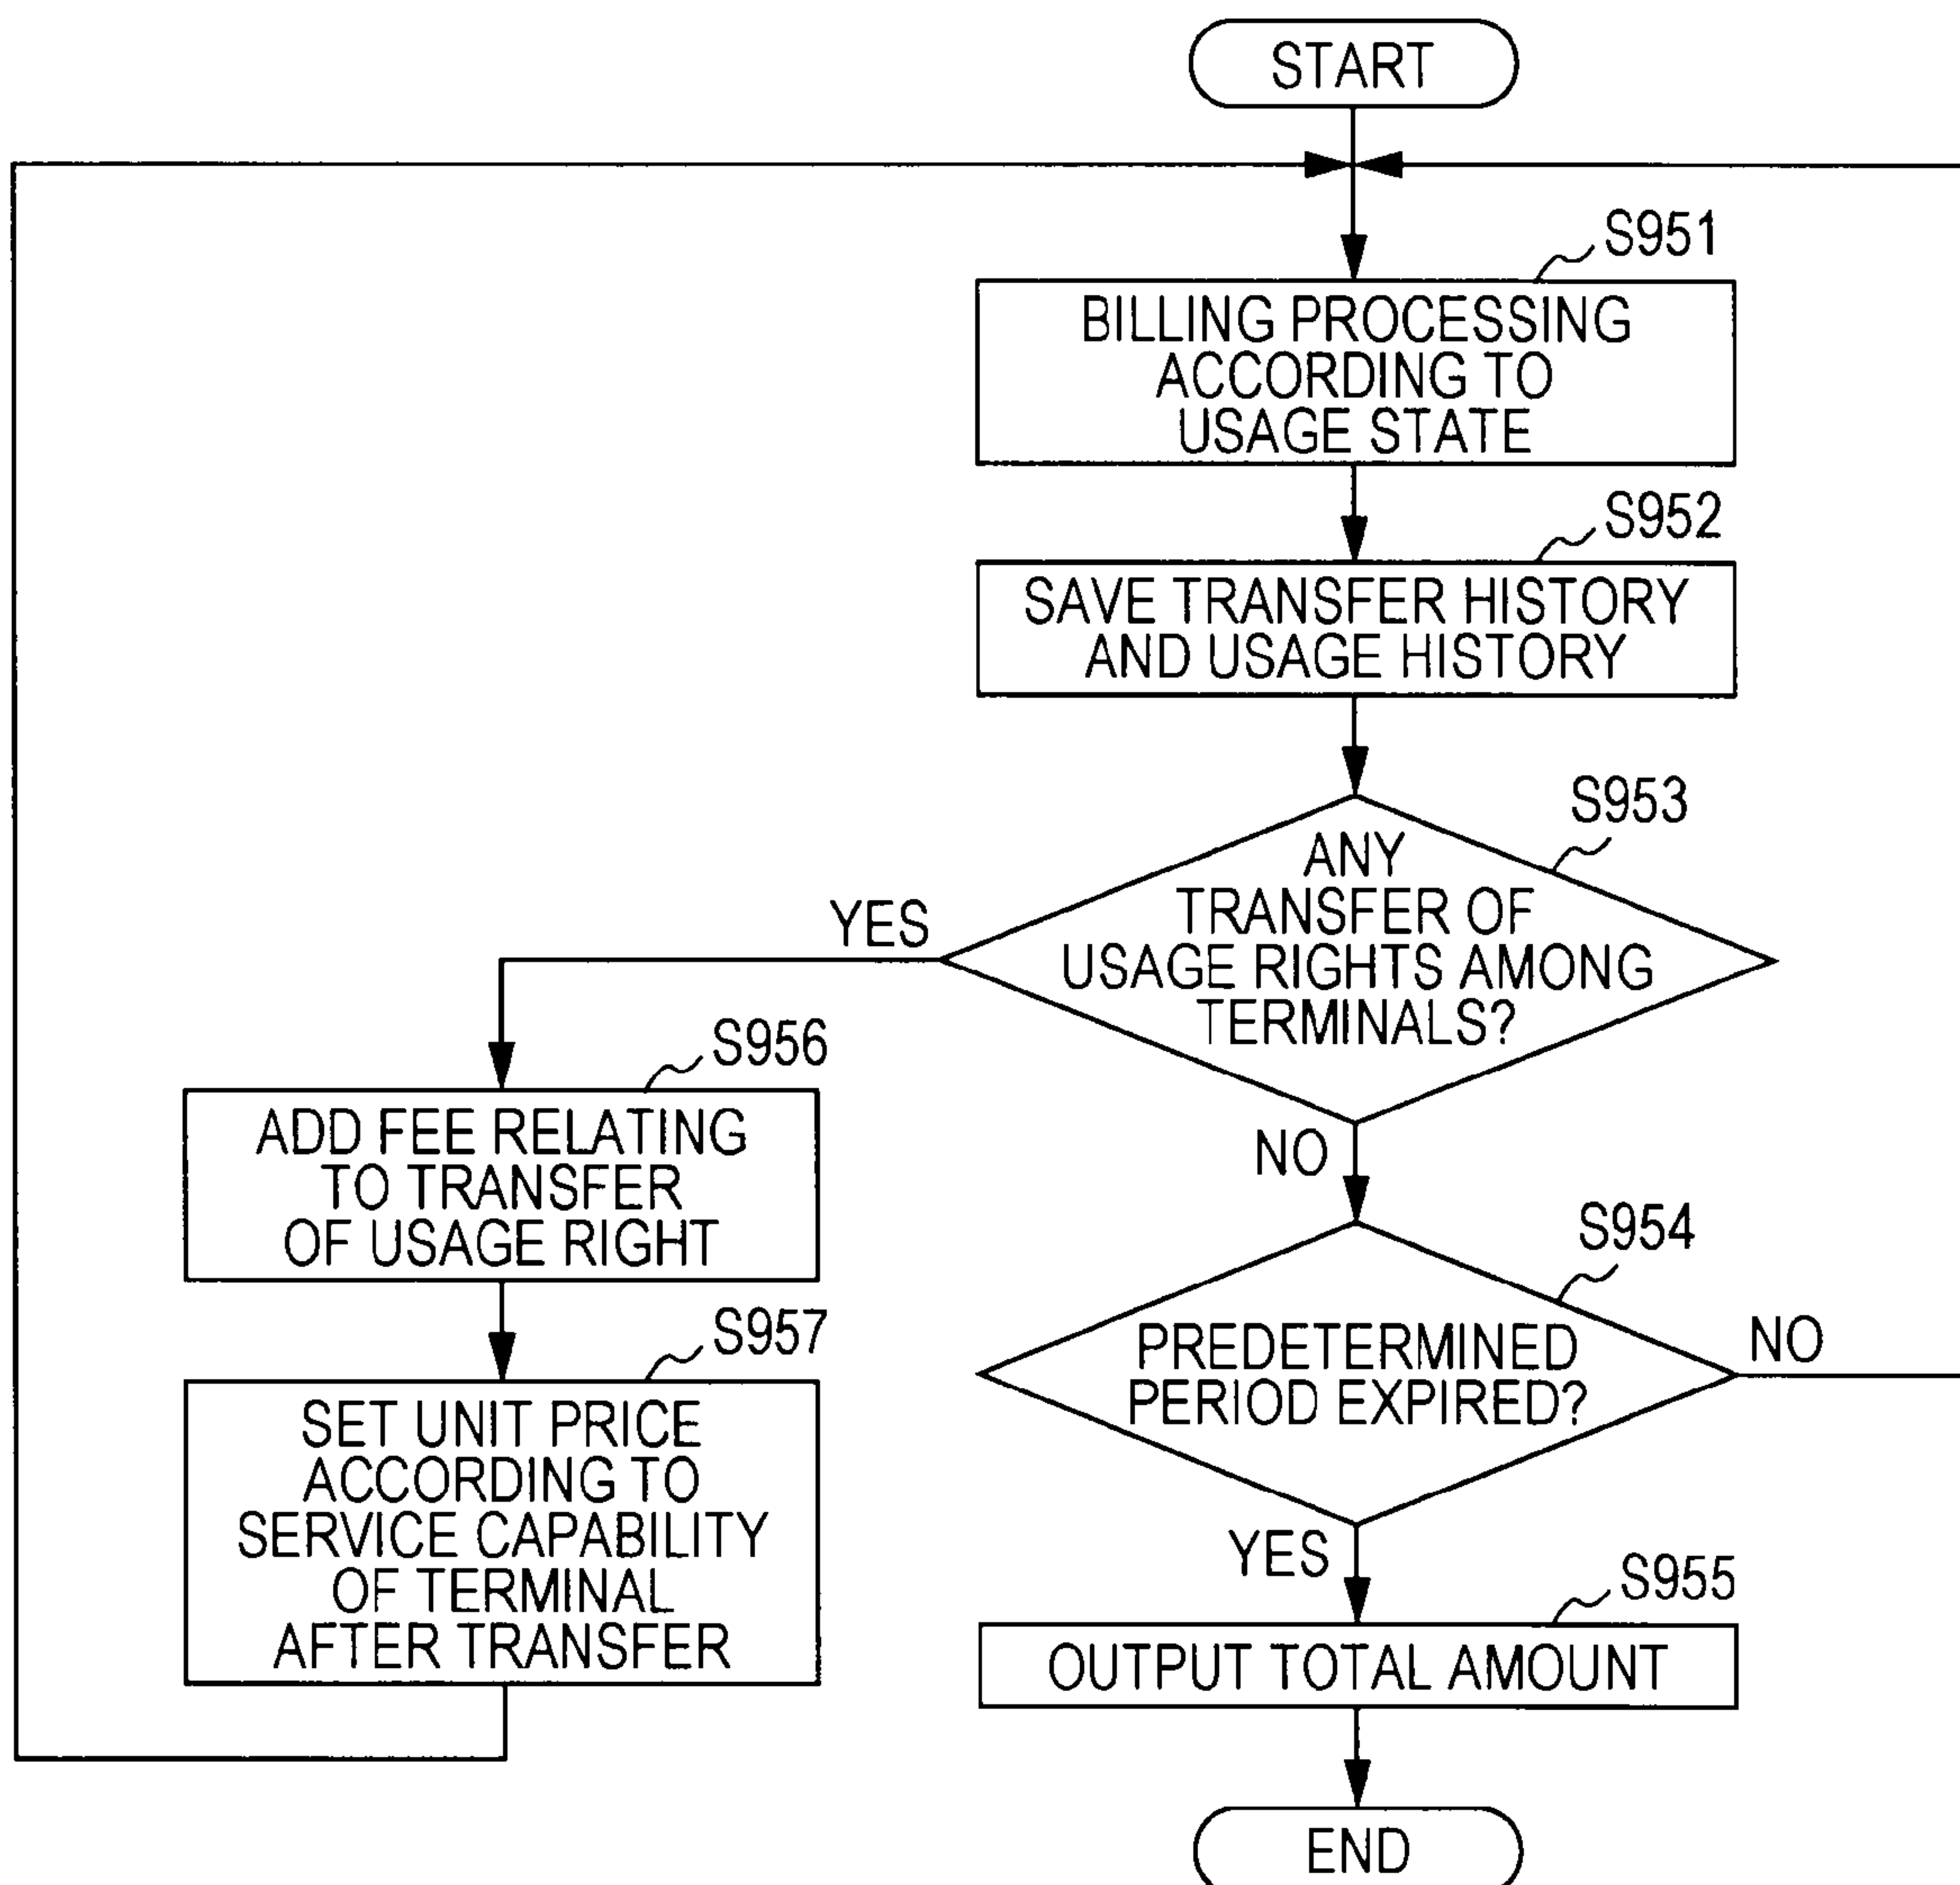 START
S951
BILLING PROCESSING
ACCORDING TO
USAGE STATE
S952
SAVE TRANSFER HISTORY
AND USAGE HISTORY
S953
ANY
TRANSFER OF
USAGE RIGHTS AMONG
TERMINALS?
YES
NO
S956
ADD FEE RELATING
TO TRANSFER
OF USAGE RIGHT
S957
SET UNIT PRICE
ACCORDING TO
SERVICE CAPABILITY
OF TERMINAL
AFTER TRANSFER
S954
PREDETERMINED
PERIOD EXPIRED?
NO
YES
S955
OUTPUT TOTAL AMOUNT
END